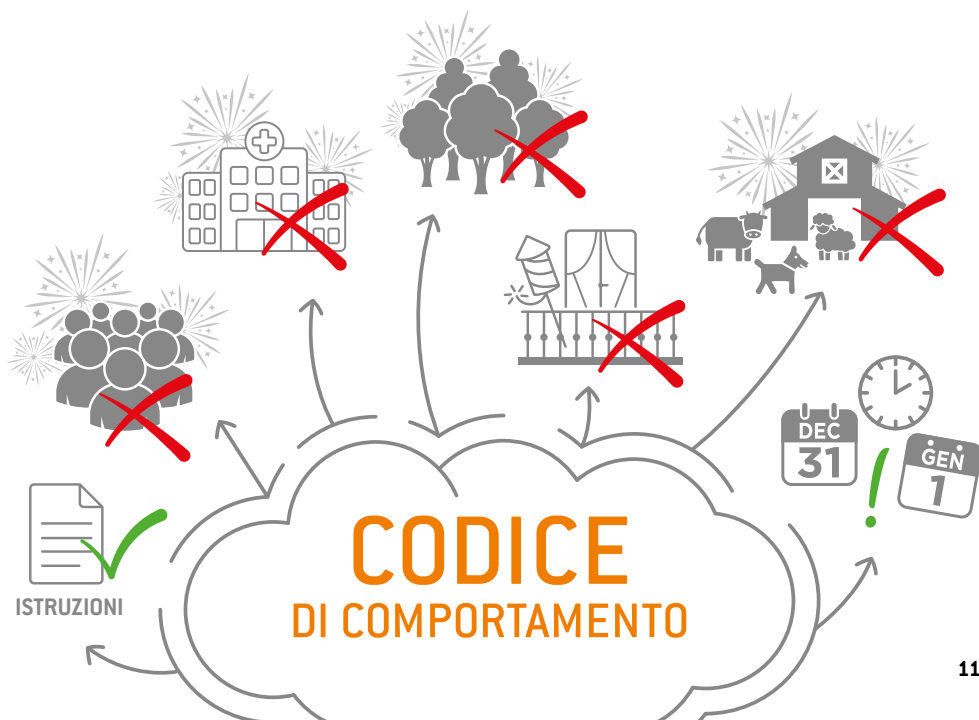 DEC
31
GEN
1
ISTRUZIONI
CODICE
DI COMPORTAMENTO
11